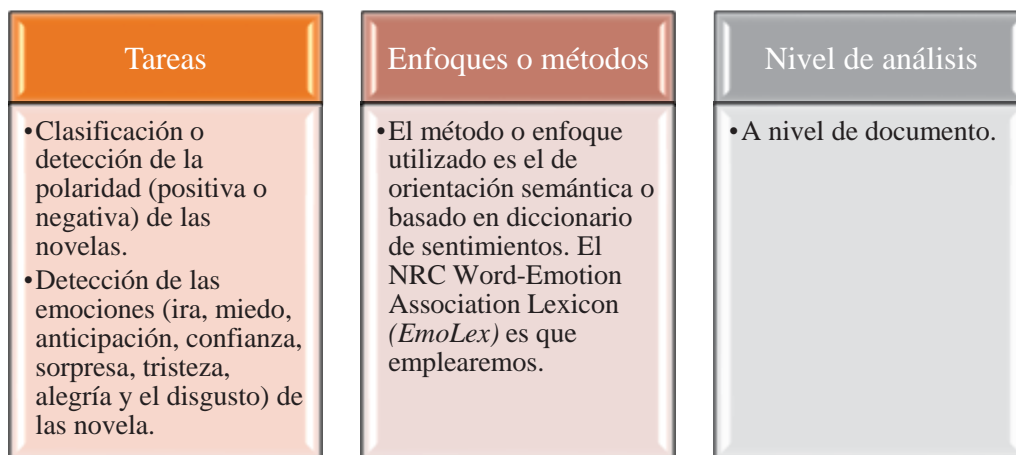 Tareas
•Clasificación o
detección de la
polaridad (positiva o
negativa) de las
novelas.
•Detección de las
emociones (ira, miedo,
anticipación, confianza,
sorpresa, tristeza,
alegría y el disgusto) de
las novela.
Enfoques o métodos
•El método o enfoque
utilizado es el de
orientación semántica o
basado en diccionario
de sentimientos. El
NRC Word-Emotion
Association Lexicon
(EmoLex) es que
emplearemos.
Nivel de análisis
•A nivel de documento.